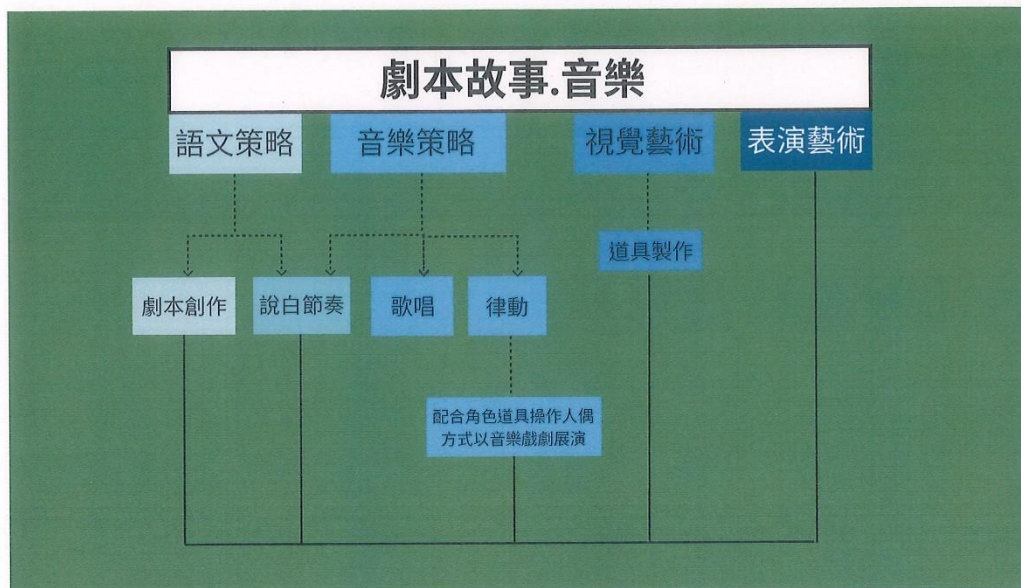 劇本故事.音樂
語文策略
音樂策略
視覺藝術
表演藝術
道具製作
劇本創作
說白節奏
歌唱
律動
配合角色道具操作人偶
方式以音樂戲劇展演